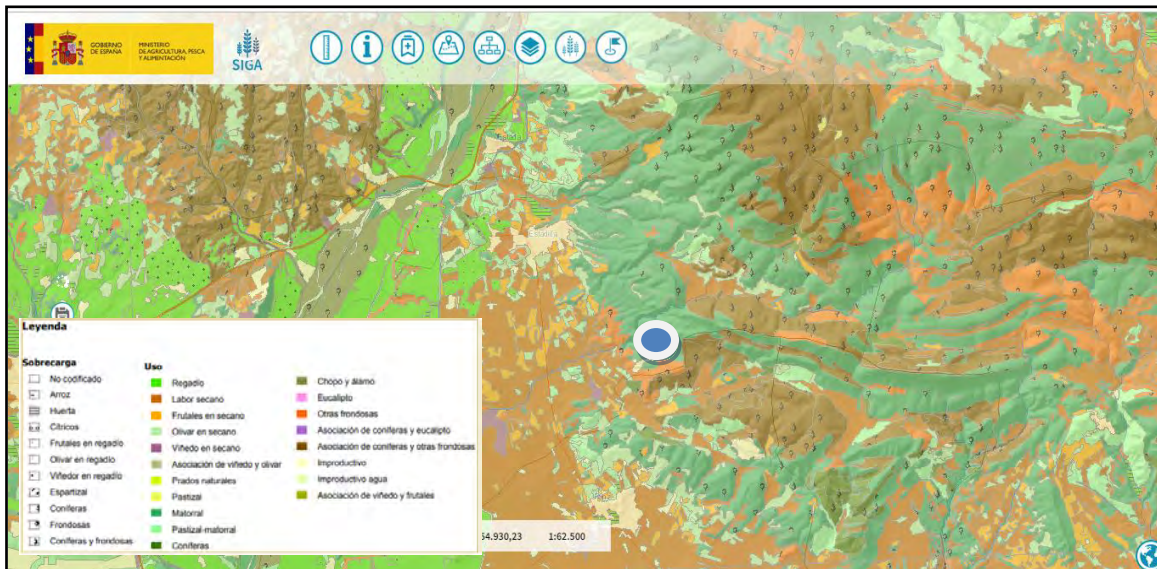 GOBIERNO
DE ESPAÑA
MINISTERIO
DE AGRICULTURA, PESCA
Y ALIMENTACIÓN
SIGA
Estadilla
Leyenda
Sobrecarga
No codificado
Arroz
Huerta
Cítricos
Frutales en regadío
Olivar en regadío
Viñedor en regadío
Espartizal
Coníferas
Frondosas
Coníferas y frondosas
Uso
Regadío
Labor secano
Frutales en secano
Olivar en secano
Viñedo en secano
Asociación de viñedo y olivar
Prados naturales
Pastizal
Matorral
Pastizal-matorral
Coníferas
Chopo y álamo
Eucalipto
Otras frondosas
Asociación de coníferas y eucalipto
Asociación de coníferas y otras frondosas
Improductivo
Improductivo agua
Asociación de viñedo y frutales
54.930,23
1:62.500